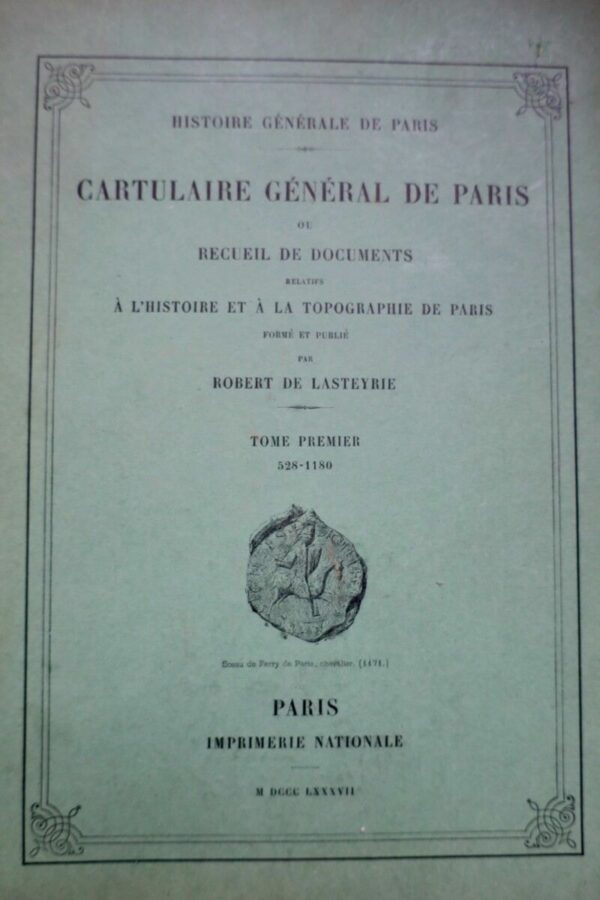 HISTOIRE GÉNÉRALE DE PARIS
CARTULAIRE GÉNÉRAL DE PARIS
OU
RECUEIL DE DOCUMENTS
RELATIFS
À L'HISTOIRE ET À LA TOPOGRAPHIE DE PARIS
FORMÉ ET PUBLIÉ
PAR
ROBERT DE LASTEYRIE
TOME PREMIER
528-1180
Sceau de Ferry de Paris, chevalier. (1171.)
PARIS
IMPRIMERIE NATIONALE
M DCCC LXXXVII